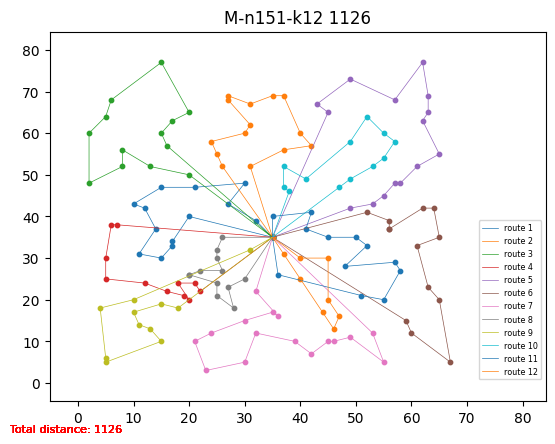 M-n151-k12 1126
80
70
60
50
40
30
20
10
0
route 1
route 2
route 3
route 4
route 5
route 6
route 7
route 8
route 9
route 10
route 11
route 12
0 10 20 30 40 50 60 70 80
Total distance: 1126